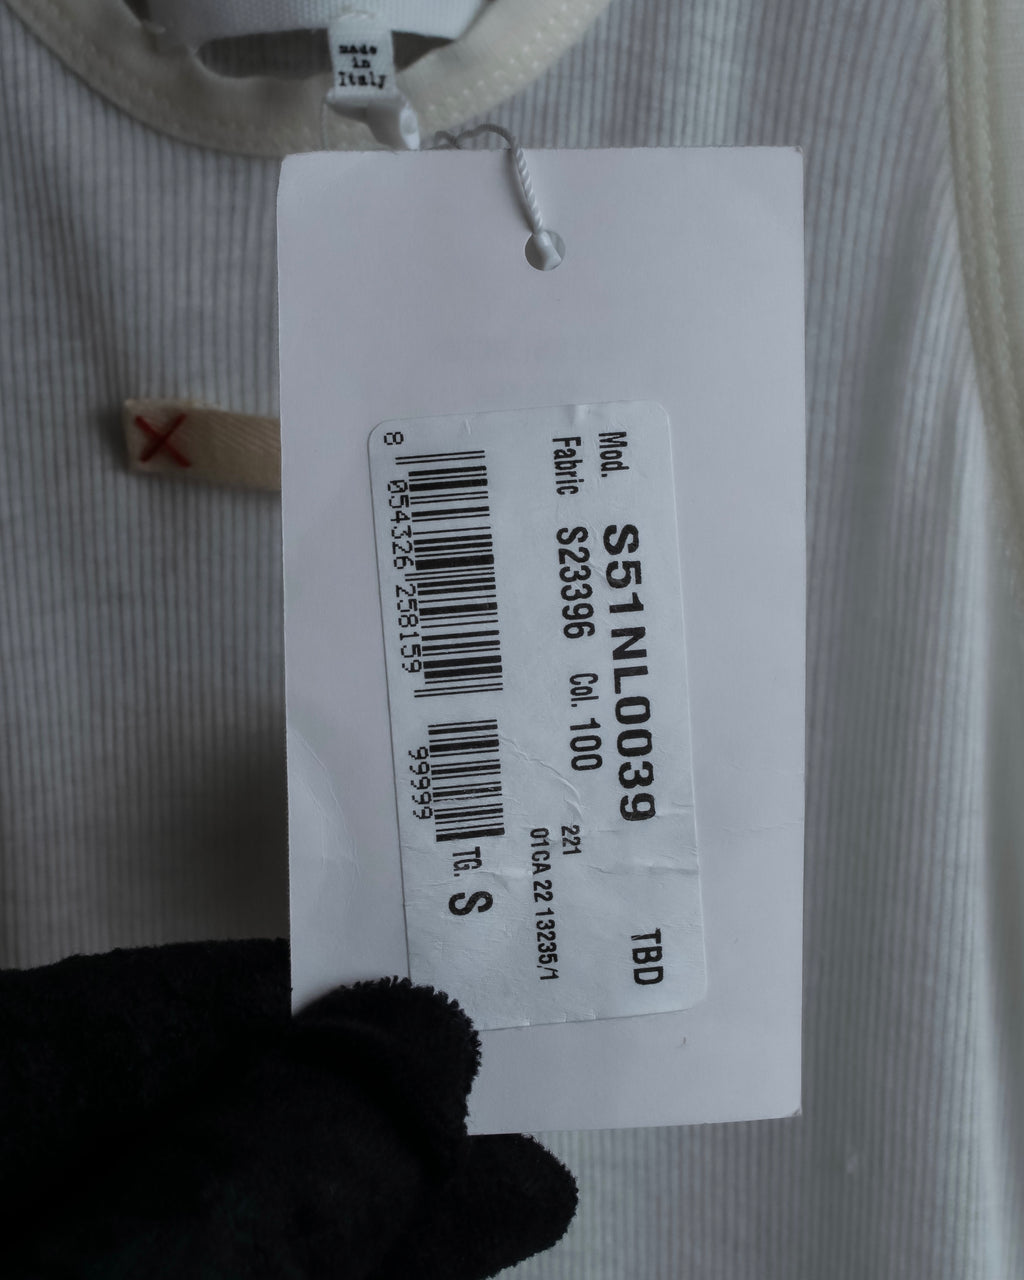 made
in
Italy
Mod. S51NL0039 TBD
Fabric S23396 Col. 100
221
01CA 22 13235/1
8 054326 258159
99999
TG. S